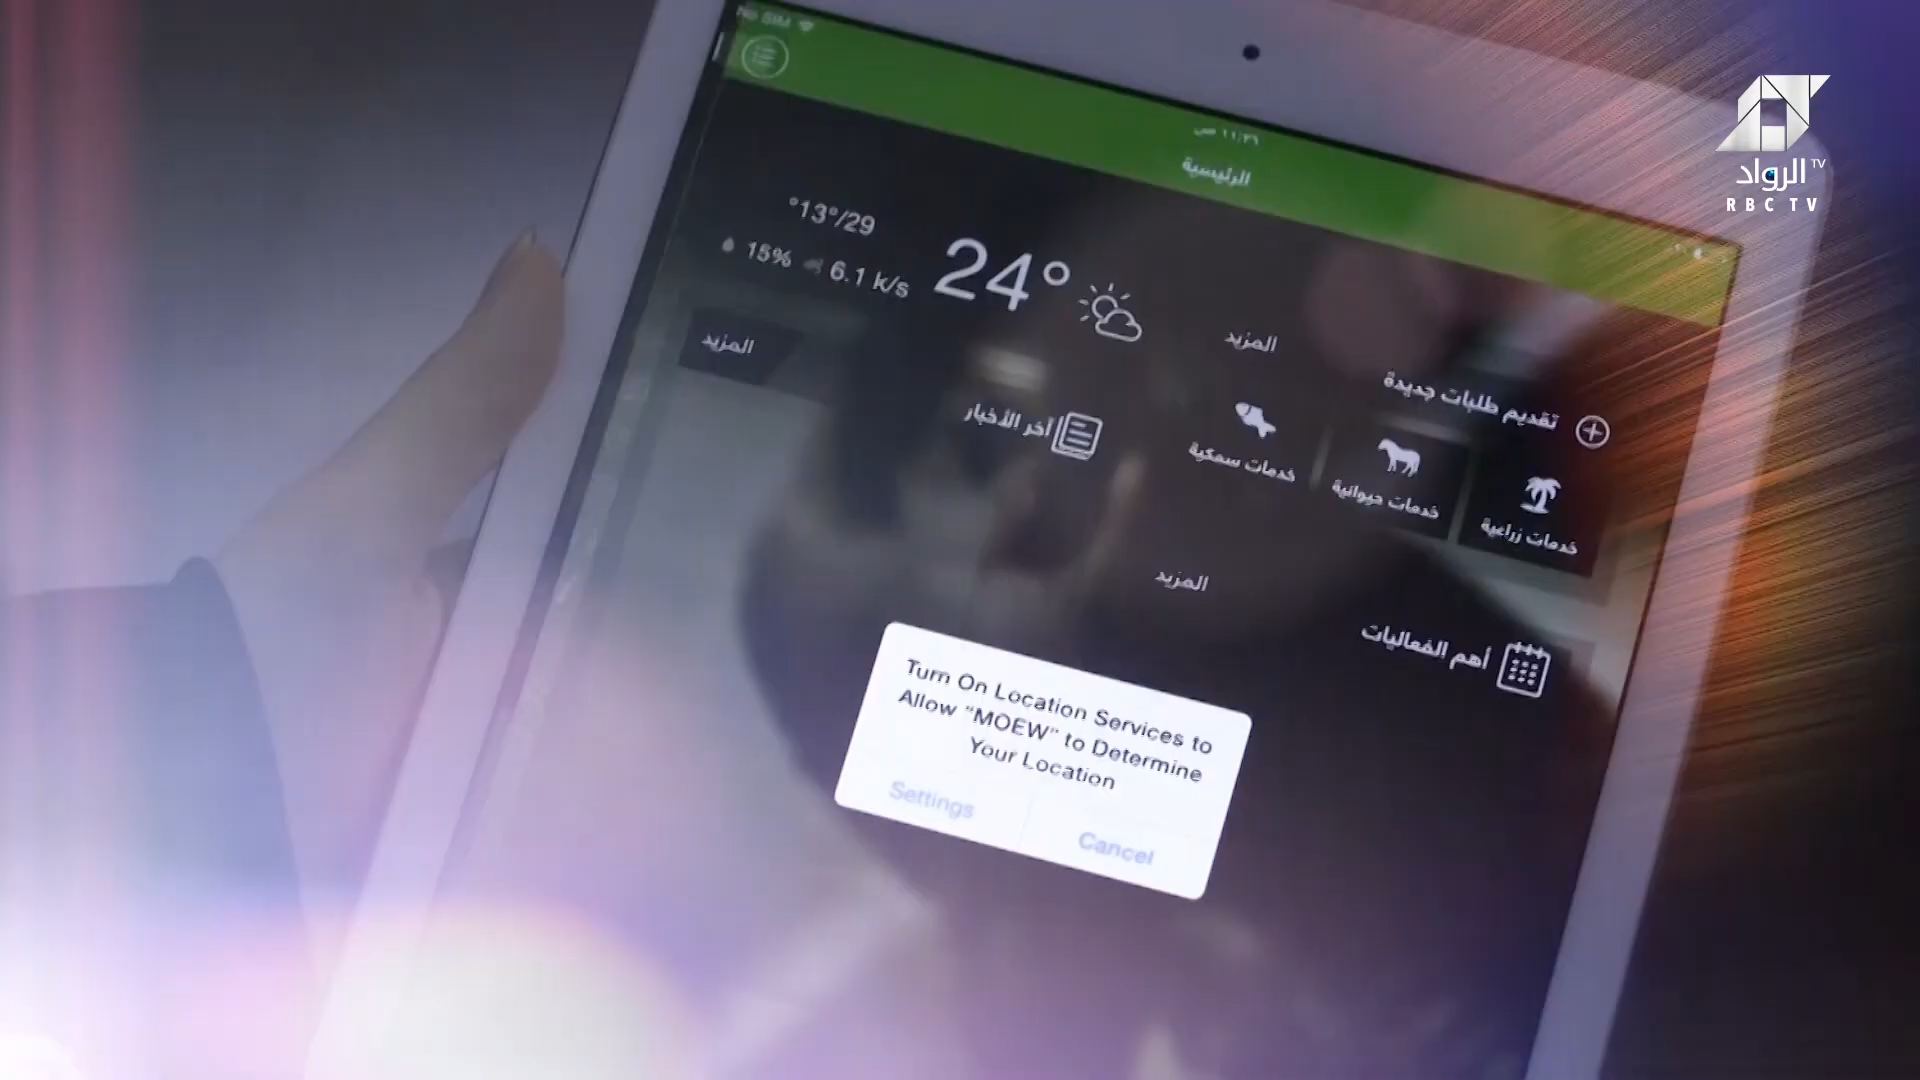 No SIM
١١:٣٦ ص
الرئيسية
الرواد TV
RBC TV
°13°/29
15% 6.1 k/s
24°
المزيد
المزيد
تقديم طلبات جديدة
آخر الأخبار
خدمات سمكية
خدمات حيوانية
خدمات زراعية
المزيد
أهم الفعاليات
Turn On Location Services to
Allow "MOEW" to Determine
Your Location
Settings
Cancel